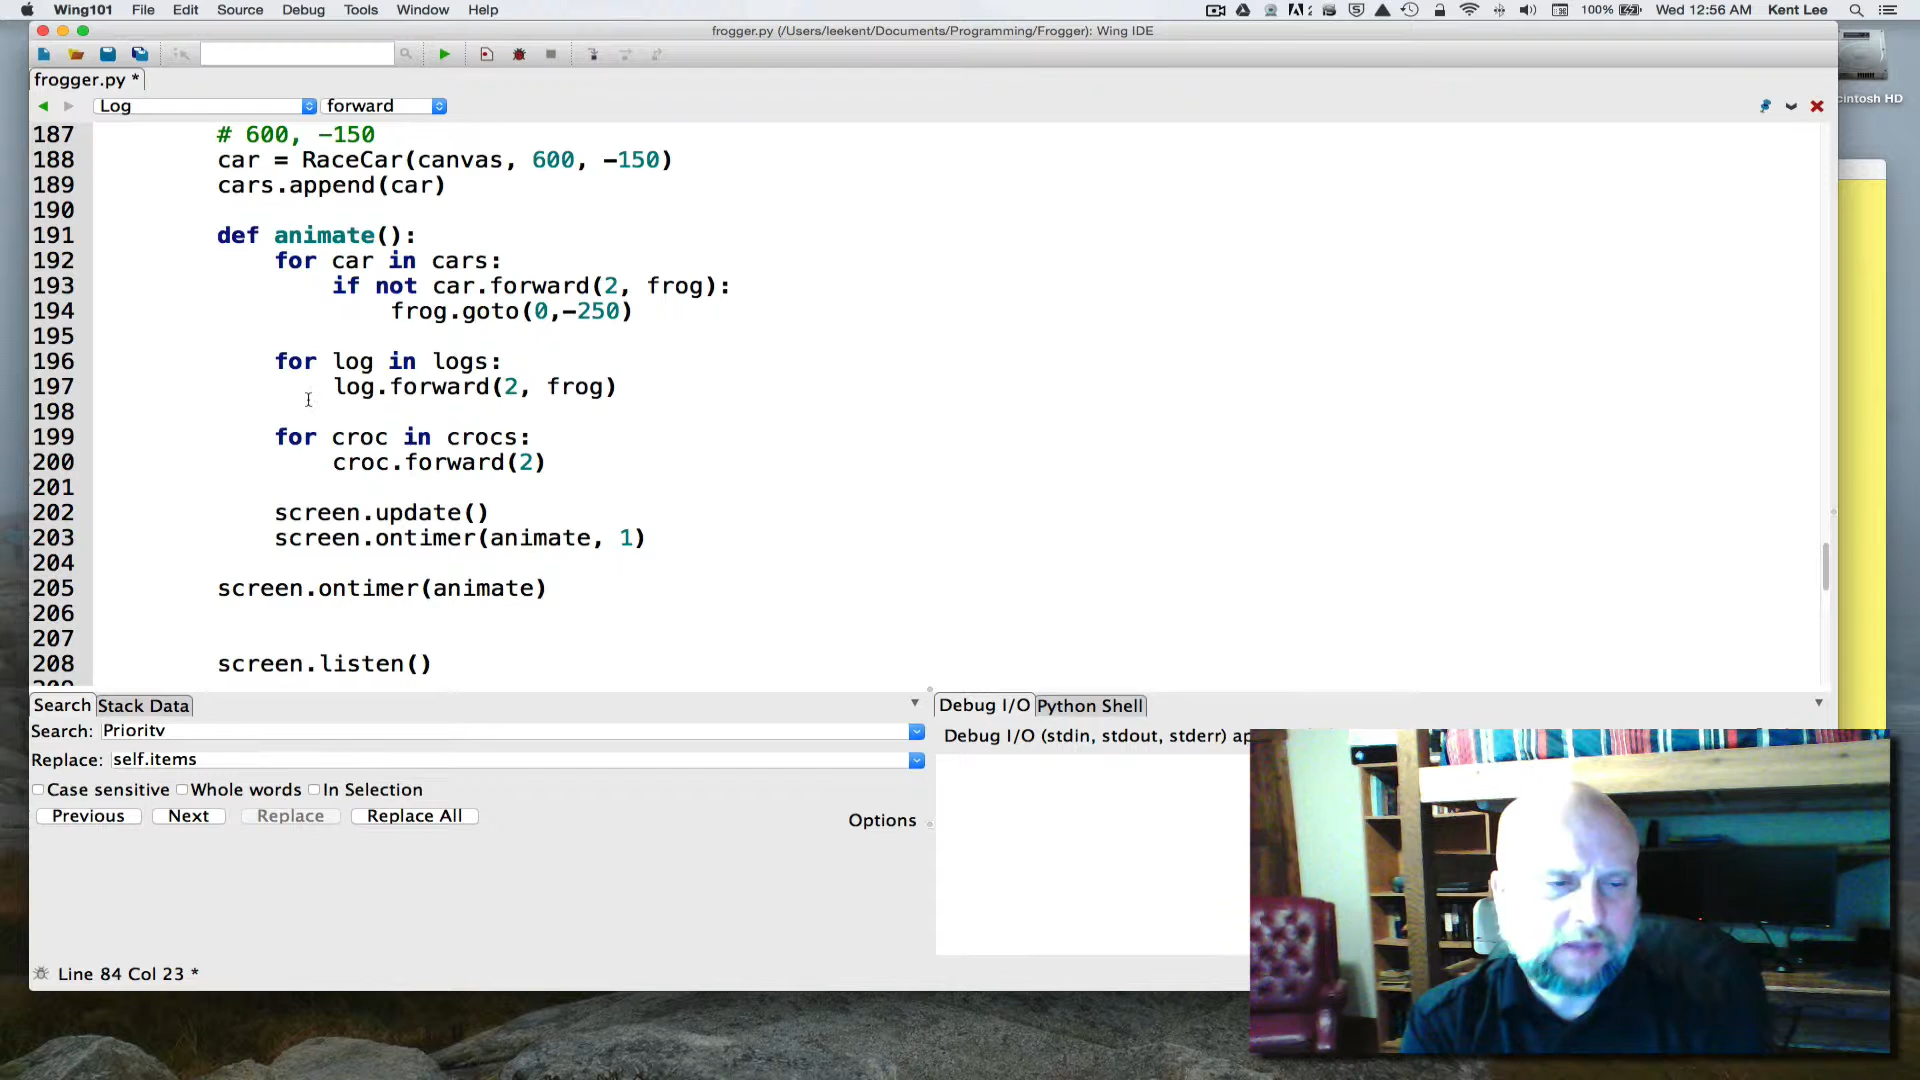 Wing101 File Edit Source Debug Tools Window Help 100% Wed 12:56 AM Kent Lee
frogger.py (/Users/leekent/Documents/Programming/Frogger): Wing IDE
frogger.py *
cintosh HD
Log forward
187 # 600, -150
188 car = RaceCar(canvas, 600, -150)
189 cars.append(car)
190
191 def animate():
192 for car in cars:
193 if not car.forward(2, frog):
194 frog.goto(0,-250)
195
196 for log in logs:
197 log.forward(2, frog)
198
199 for croc in crocs:
200 croc.forward(2)
201
202 screen.update()
203 screen.ontimer(animate, 1)
204
205 screen.ontimer(animate)
206
207
208 screen.listen()
Search Stack Data Debug I/O Python Shell
Search: Priority
Debug I/O (stdin, stdout, stderr) ap
Replace: self.items
Case sensitive Whole words In Selection
Previous Next Replace Replace All
Options
Line 84 Col 23 *